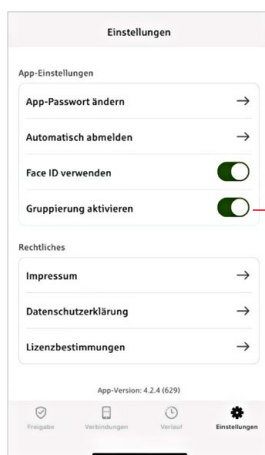 Einstellungen
App-Einstellungen
App-Passwort ändern
Automatisch abmelden
Face ID verwenden
Gruppierung aktivieren
Rechtliches
Impressum
Datenschutzerklärung
Lizenzbestimmungen
App-Version: 4.2.4 (629)
Freigabe Verbindungen Verlauf Einstellungen